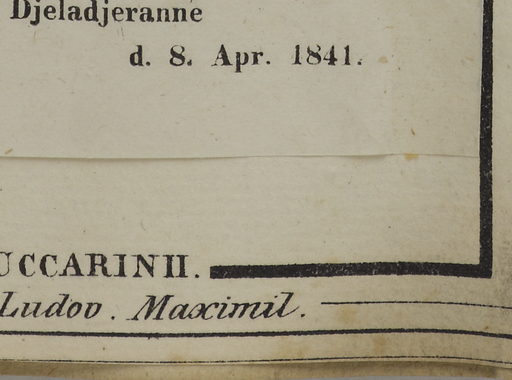 Djeladjeranne
d. 8. Apr. 1841.
UCCARINII.
Ludov. Maximil.